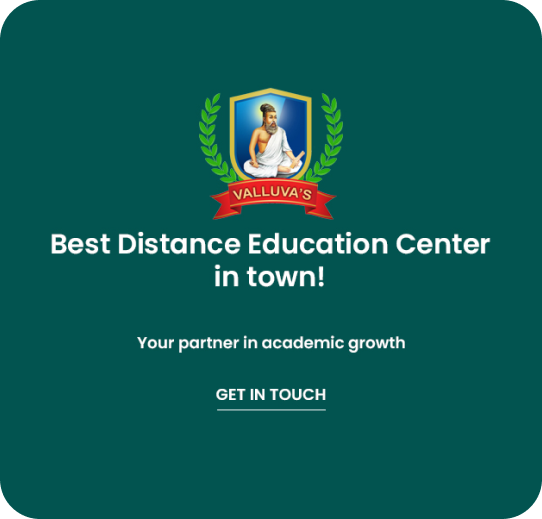 VALLUVA'S
Best Distance Education Center
in town!
Your partner in academic growth
GET IN TOUCH